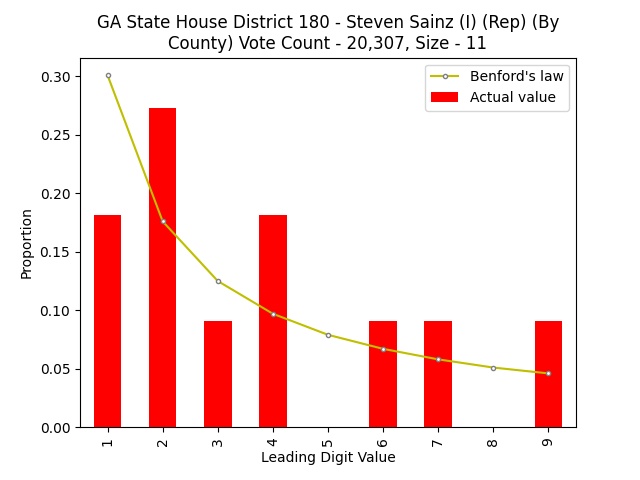 GA State House District 180 - Steven Sainz (I) (Rep) (By
County) Vote Count - 20,307, Size - 11
Benford's law
Actual value
0.30
0.25
0.20
0.15
0.10
0.05
0.00
Proportion
1 2 3 4 5 6 7 8 9
Leading Digit Value